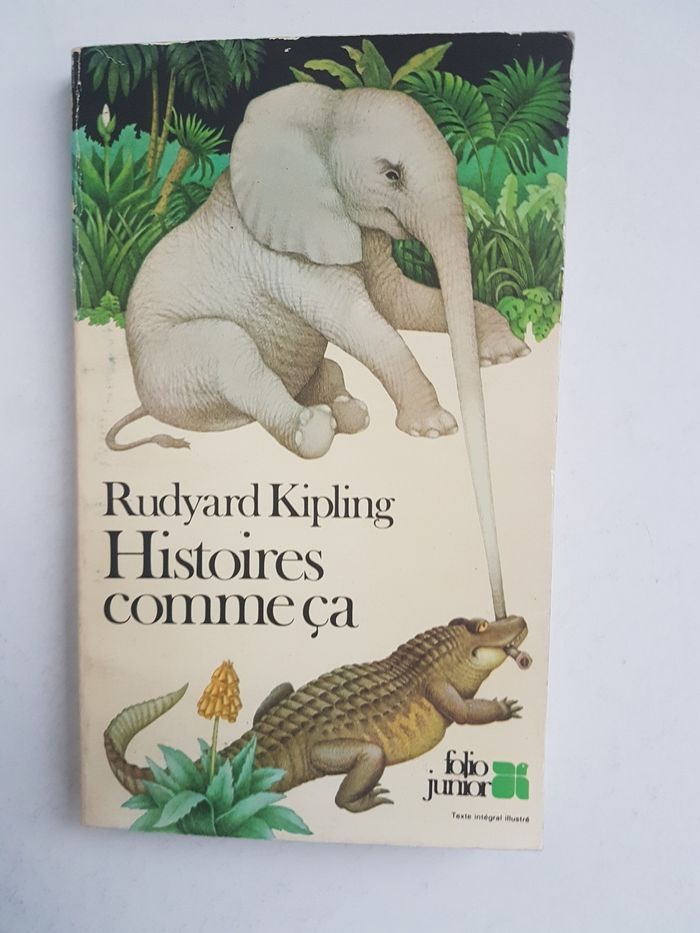 Rudyard Kipling
Histoires
comme ça
folio
junior
Texte intégral illustré